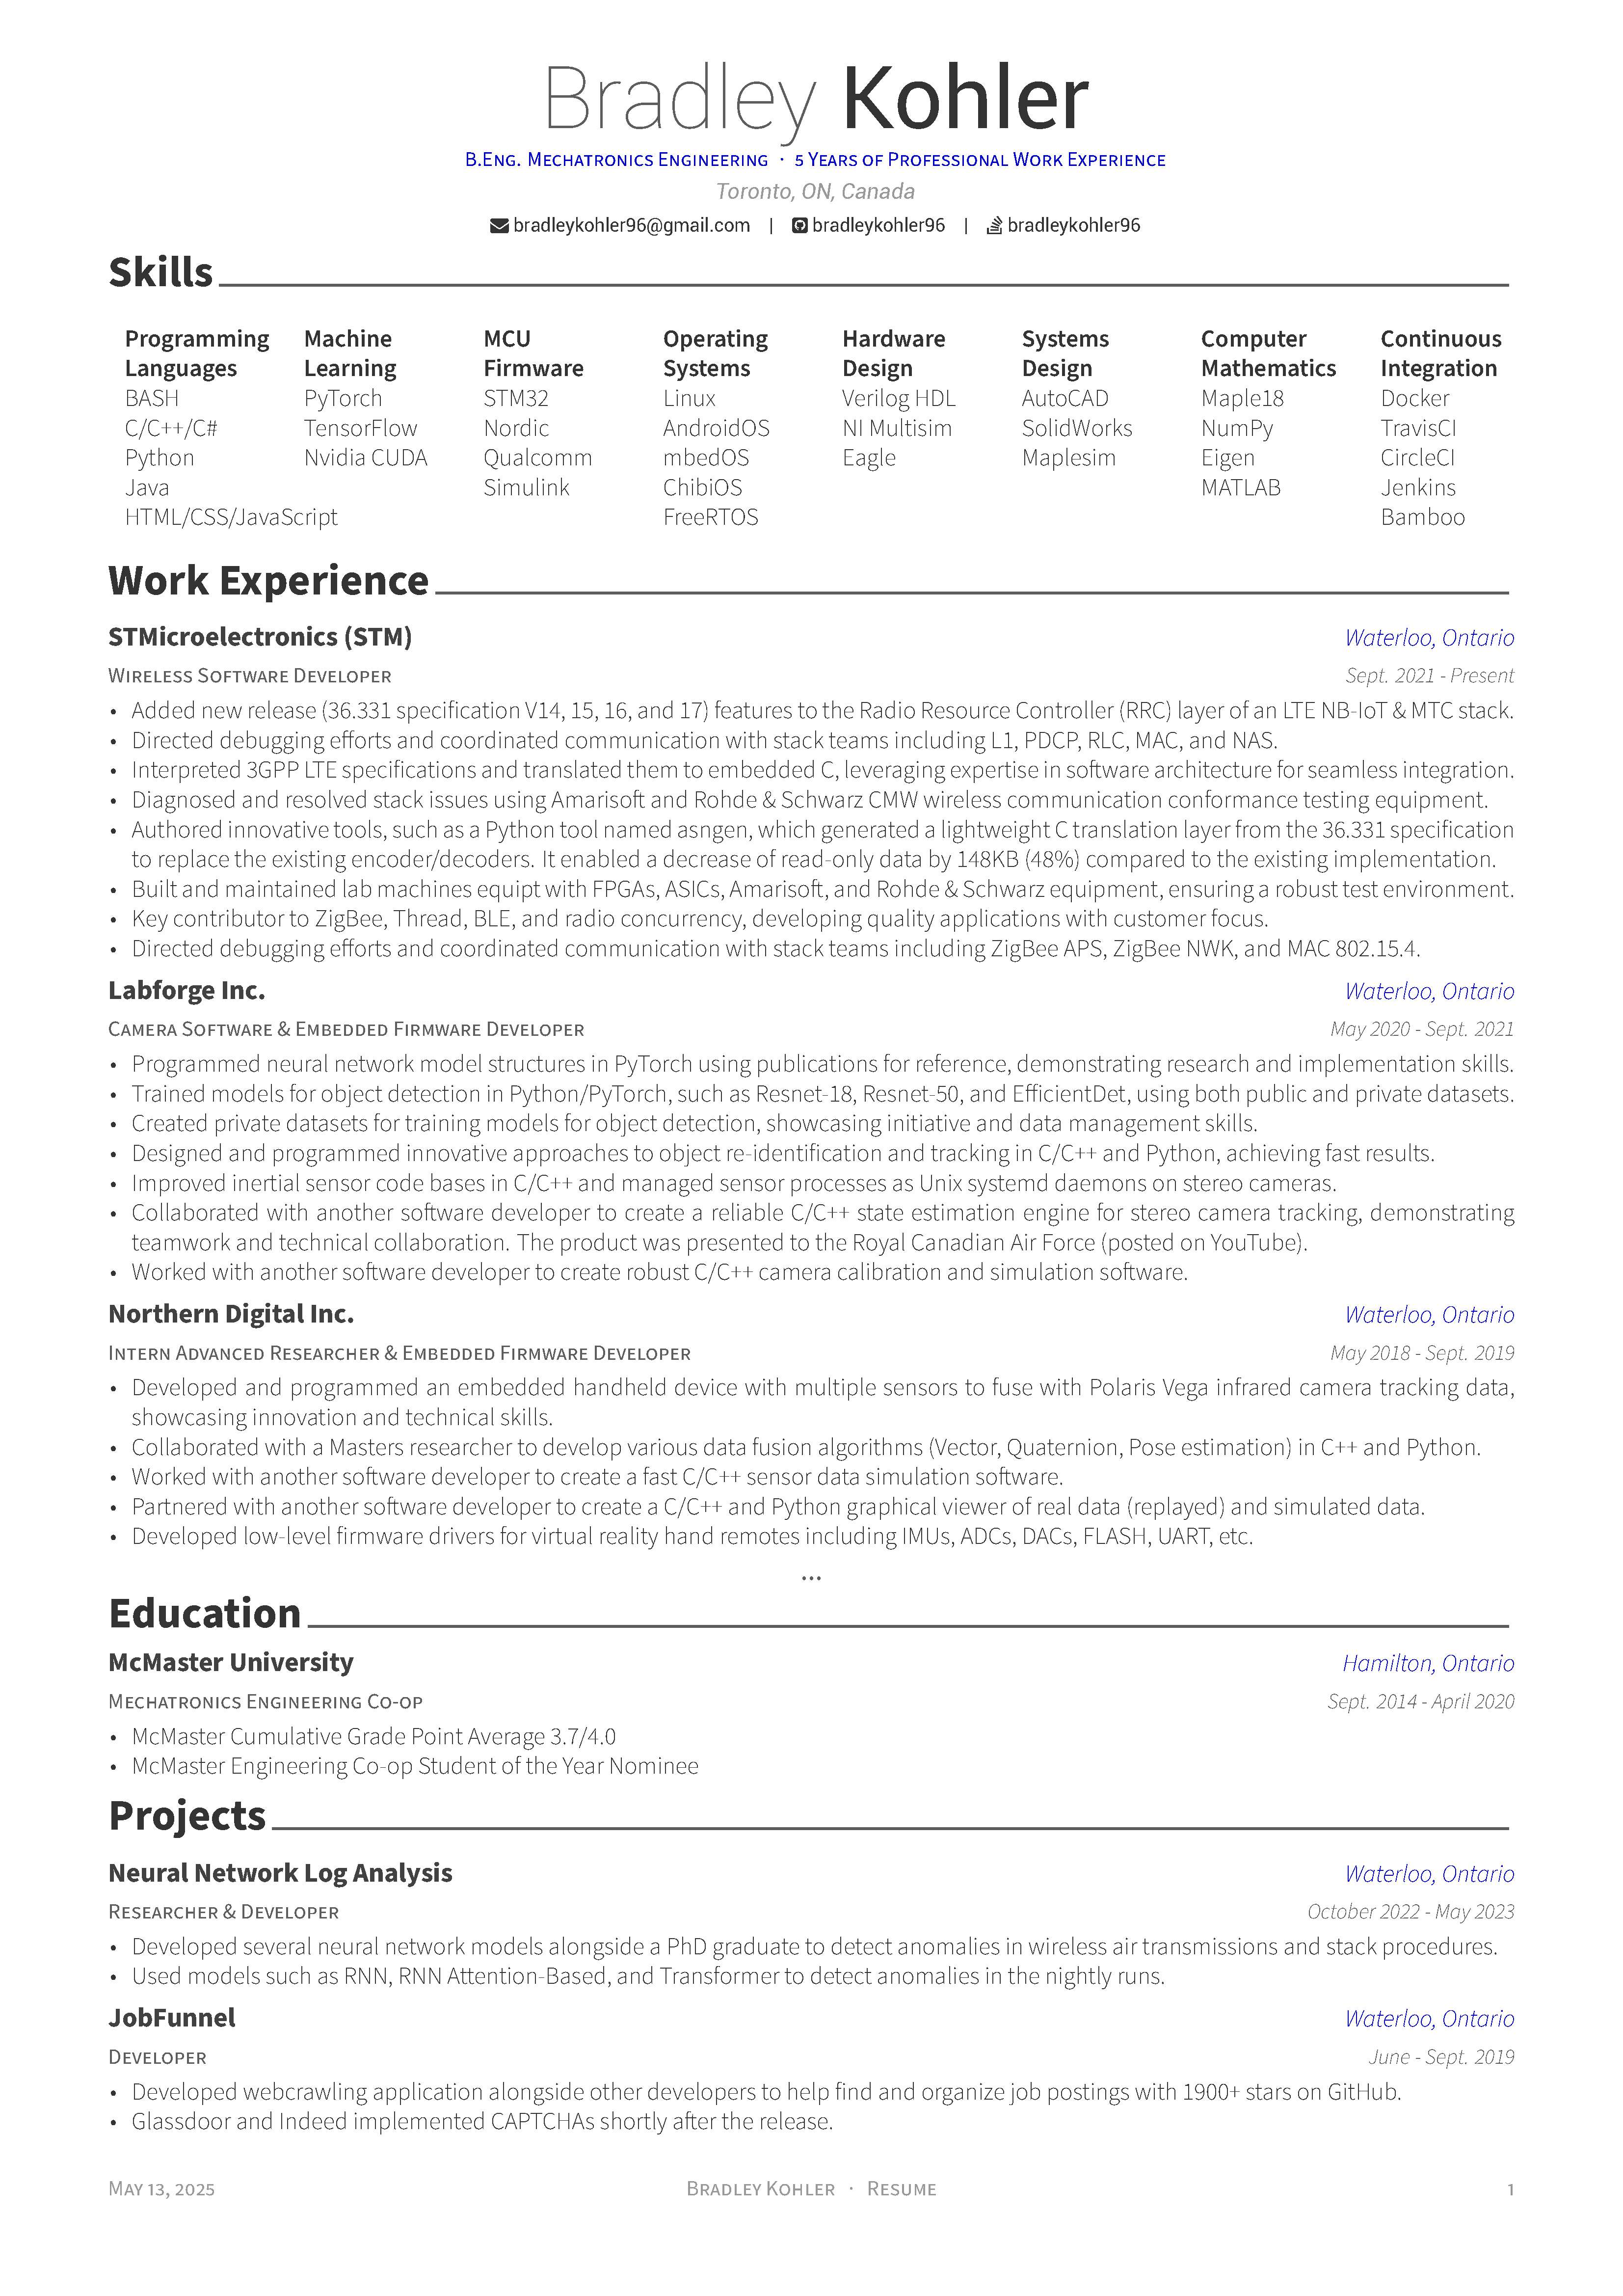 Bradley Kohler
B.Eng. Mechatronics Engineering · 5 Years of Professional Work Experience
Toronto, ON, Canada
bradleykohler96@gmail.com | bradleykohler96 | bradleykohler96
Skills
Programming Machine MCU Operating Hardware Systems Computer Continuous
Languages Learning Firmware Systems Design Design Mathematics Integration
BASH PyTorch STM32 Linux Verilog HDL AutoCAD Maple18 Docker
C/C++/C# TensorFlow Nordic AndroidOS NI Multisim SolidWorks NumPy TravisCI
Python Nvidia CUDA Qualcomm mbedOS Eagle Maplesim Eigen CircleCI
Java Simulink ChibiOS MATLAB Jenkins
HTML/CSS/JavaScript FreeRTOS Bamboo
Work Experience
STMicroelectronics (STM) Waterloo, Ontario
Wireless Software Developer Sept. 2021 - Present
• Added new release (36.331 specification V14, 15, 16, and 17) features to the Radio Resource Controller (RRC) layer of an LTE NB-IoT & MTC stack.
• Directed debugging efforts and coordinated communication with stack teams including L1, PDCP, RLC, MAC, and NAS.
• Interpreted 3GPP LTE specifications and translated them to embedded C, leveraging expertise in software architecture for seamless integration.
• Diagnosed and resolved stack issues using Amarisoft and Rohde & Schwarz CMW wireless communication conformance testing equipment.
• Authored innovative tools, such as a Python tool named asngen, which generated a lightweight C translation layer from the 36.331 specification
to replace the existing encoder/decoders. It enabled a decrease of read-only data by 148KB (48%) compared to the existing implementation.
• Built and maintained lab machines equipt with FPGAs, ASICs, Amarisoft, and Rohde & Schwarz equipment, ensuring a robust test environment.
• Key contributor to ZigBee, Thread, BLE, and radio concurrency, developing quality applications with customer focus.
• Directed debugging efforts and coordinated communication with stack teams including ZigBee APS, ZigBee NWK, and MAC 802.15.4.
Labforge Inc. Waterloo, Ontario
Camera Software & Embedded Firmware Developer May 2020 - Sept. 2021
• Programmed neural network model structures in PyTorch using publications for reference, demonstrating research and implementation skills.
• Trained models for object detection in Python/PyTorch, such as Resnet-18, Resnet-50, and EfficientDet, using both public and private datasets.
• Created private datasets for training models for object detection, showcasing initiative and data management skills.
• Designed and programmed innovative approaches to object re-identification and tracking in C/C++ and Python, achieving fast results.
• Improved inertial sensor code bases in C/C++ and managed sensor processes as Unix systemd daemons on stereo cameras.
• Collaborated with another software developer to create a reliable C/C++ state estimation engine for stereo camera tracking, demonstrating
teamwork and technical collaboration. The product was presented to the Royal Canadian Air Force (posted on YouTube).
• Worked with another software developer to create robust C/C++ camera calibration and simulation software.
Northern Digital Inc. Waterloo, Ontario
Intern Advanced Researcher & Embedded Firmware Developer May 2018 - Sept. 2019
• Developed and programmed an embedded handheld device with multiple sensors to fuse with Polaris Vega infrared camera tracking data,
showcasing innovation and technical skills.
• Collaborated with a Masters researcher to develop various data fusion algorithms (Vector, Quaternion, Pose estimation) in C++ and Python.
• Worked with another software developer to create a fast C/C++ sensor data simulation software.
• Partnered with another software developer to create a C/C++ and Python graphical viewer of real data (replayed) and simulated data.
• Developed low-level firmware drivers for virtual reality hand remotes including IMUs, ADCs, DACs, FLASH, UART, etc.
...
Education
McMaster University Hamilton, Ontario
Mechatronics Engineering Co-op Sept. 2014 - April 2020
• McMaster Cumulative Grade Point Average 3.7/4.0
• McMaster Engineering Co-op Student of the Year Nominee
Projects
Neural Network Log Analysis Waterloo, Ontario
Researcher & Developer October 2022 - May 2023
• Developed several neural network models alongside a PhD graduate to detect anomalies in wireless air transmissions and stack procedures.
• Used models such as RNN, RNN Attention-Based, and Transformer to detect anomalies in the nightly runs.
JobFunnel Waterloo, Ontario
Developer June - Sept. 2019
• Developed webcrawling application alongside other developers to help find and organize job postings with 1900+ stars on GitHub.
• Glassdoor and Indeed implemented CAPTCHAs shortly after the release.
May 13, 2025 Bradley Kohler · Resume 1